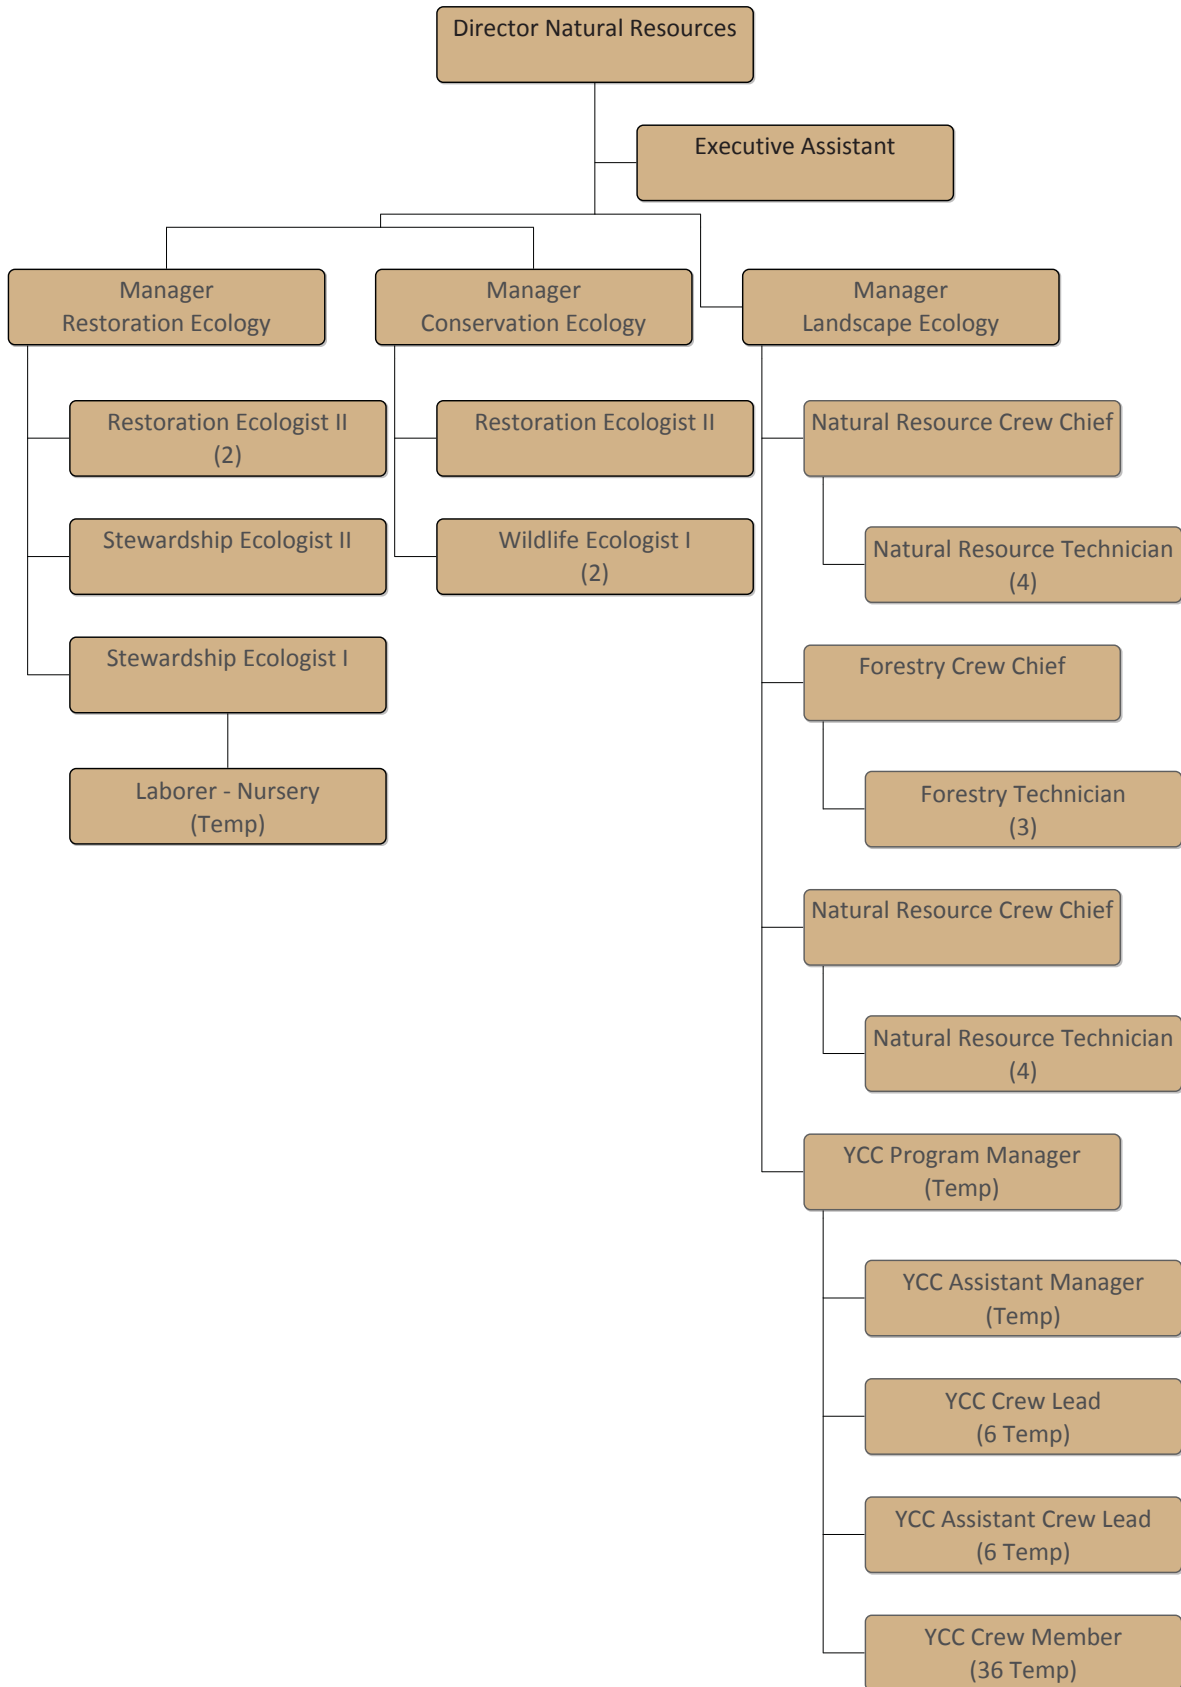 Director Natural Resources
Executive Assistant
Manager
Restoration Ecology
Manager
Conservation Ecology
Manager
Landscape Ecology
Restoration Ecologist II
(2)
Stewardship Ecologist II
Stewardship Ecologist I
Laborer - Nursery
(Temp)
Restoration Ecologist II
Wildlife Ecologist I
(2)
Natural Resource Crew Chief
Natural Resource Technician
(4)
Forestry Crew Chief
Forestry Technician
(3)
Natural Resource Crew Chief
Natural Resource Technician
(4)
YCC Program Manager
(Temp)
YCC Assistant Manager
(Temp)
YCC Crew Lead
(6 Temp)
YCC Assistant Crew Lead
(6 Temp)
YCC Crew Member
(36 Temp)